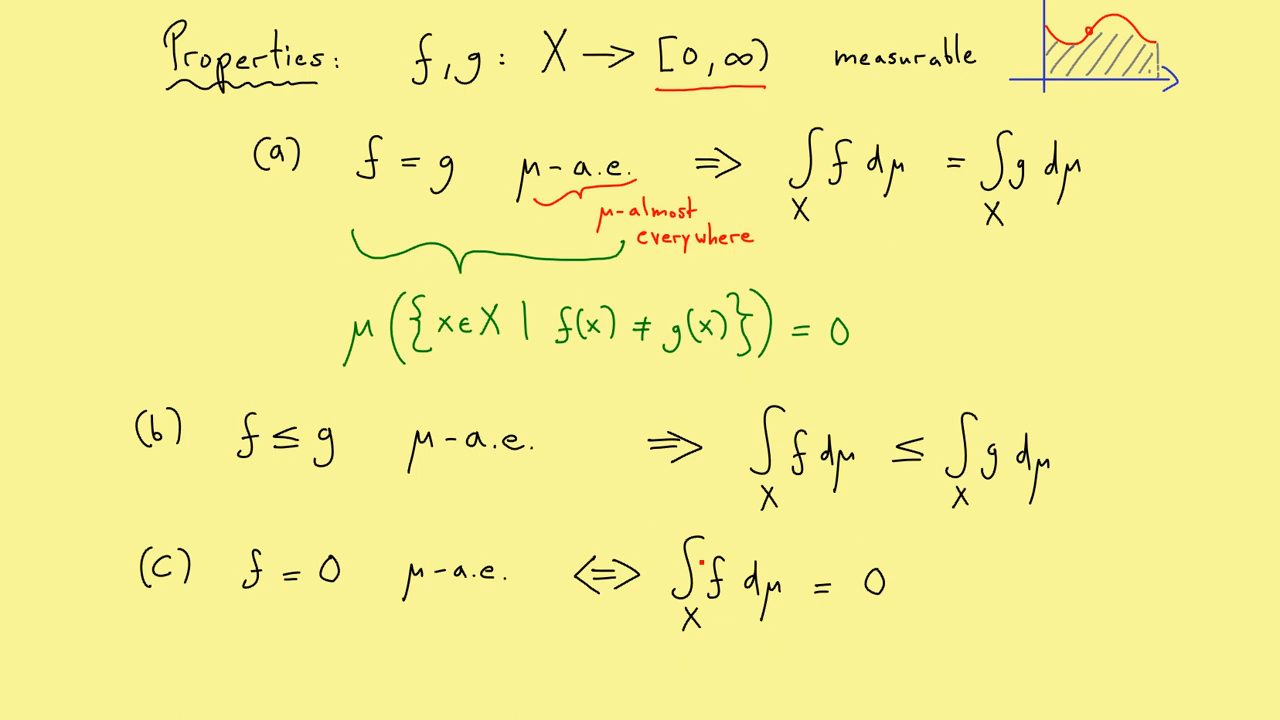 Properties: f, g : X → [0, ∞) measurable
(a) f = g μ-a.e. ⇒ ∫_X f dμ = ∫_X g dμ
μ-almost
everywhere
μ({x ∈ X | f(x) ≠ g(x)}) = 0
(b) f ≤ g μ-a.e. ⇒ ∫_X f dμ ≤ ∫_X g dμ
(c) f = 0 μ-a.e. ⇔ ∫_X f dμ = 0